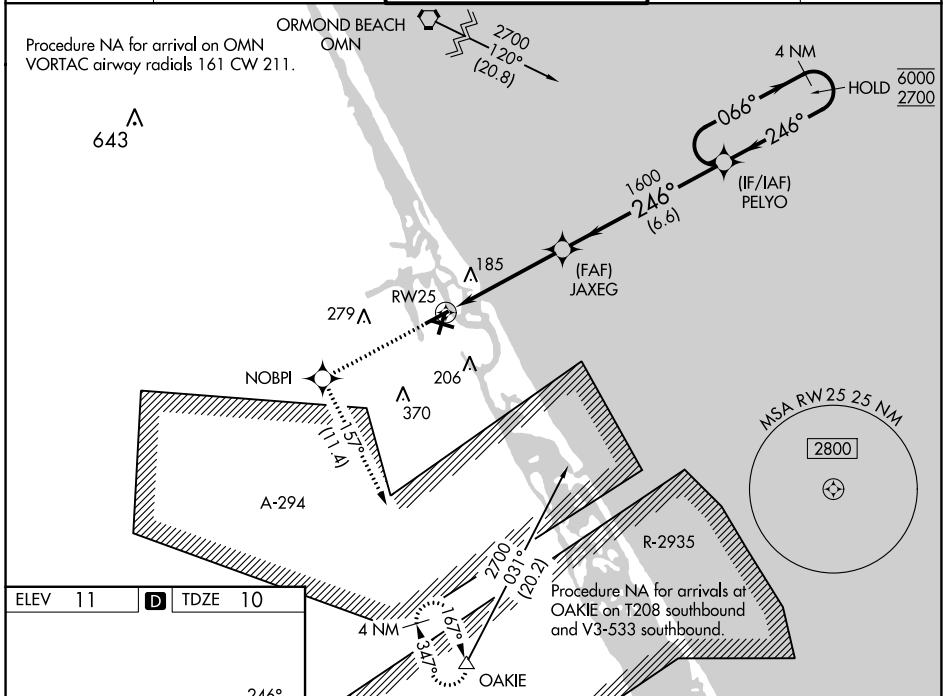 Procedure NA for arrival on OMN
VORTAC airway radials 161 CW 211.
ORMOND BEACH
OMN
2700
120°
(20.8)
4 NM
HOLD
6000
2700
066°
246°
643
(IF/IAF)
PELYO
1600
246°
(6.6)
(FAF)
JAXEG
185
RW25
279
NOBPI
206
370
157°
(11.4)
MSA RW25 25 NM
2800
A-294
R-2935
2700
031°
(20.2)
Procedure NA for arrivals at
OAKIE on T208 southbound
and V3-533 southbound.
ELEV 11
D
TDZE 10
4 NM
167°
347°
OAKIE
246°